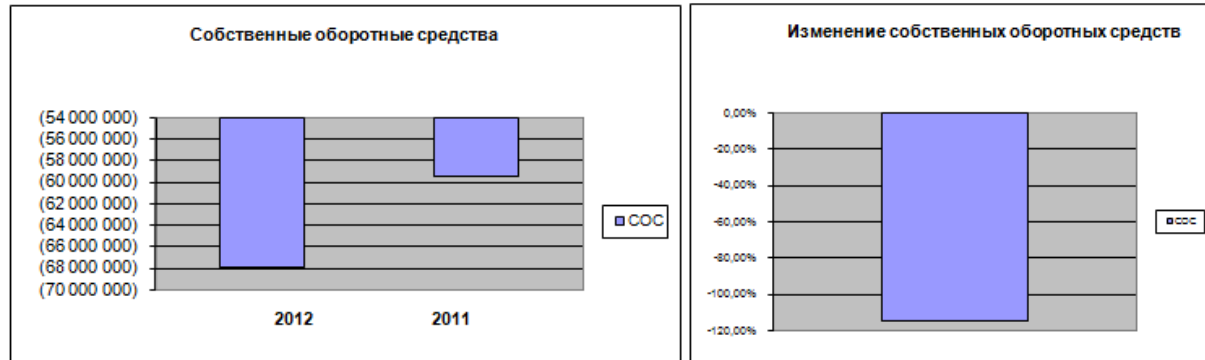 Собственные оборотные средства
(54 000 000)
(56 000 000)
(58 000 000)
(60 000 000)
(62 000 000)
(64 000 000)
(66 000 000)
(68 000 000)
(70 000 000)
2012 2011
СОС
Изменение собственных оборотных средств
0,00%
-20,00%
-40,00%
-60,00%
-80,00%
-100,00%
-120,00%
СОС